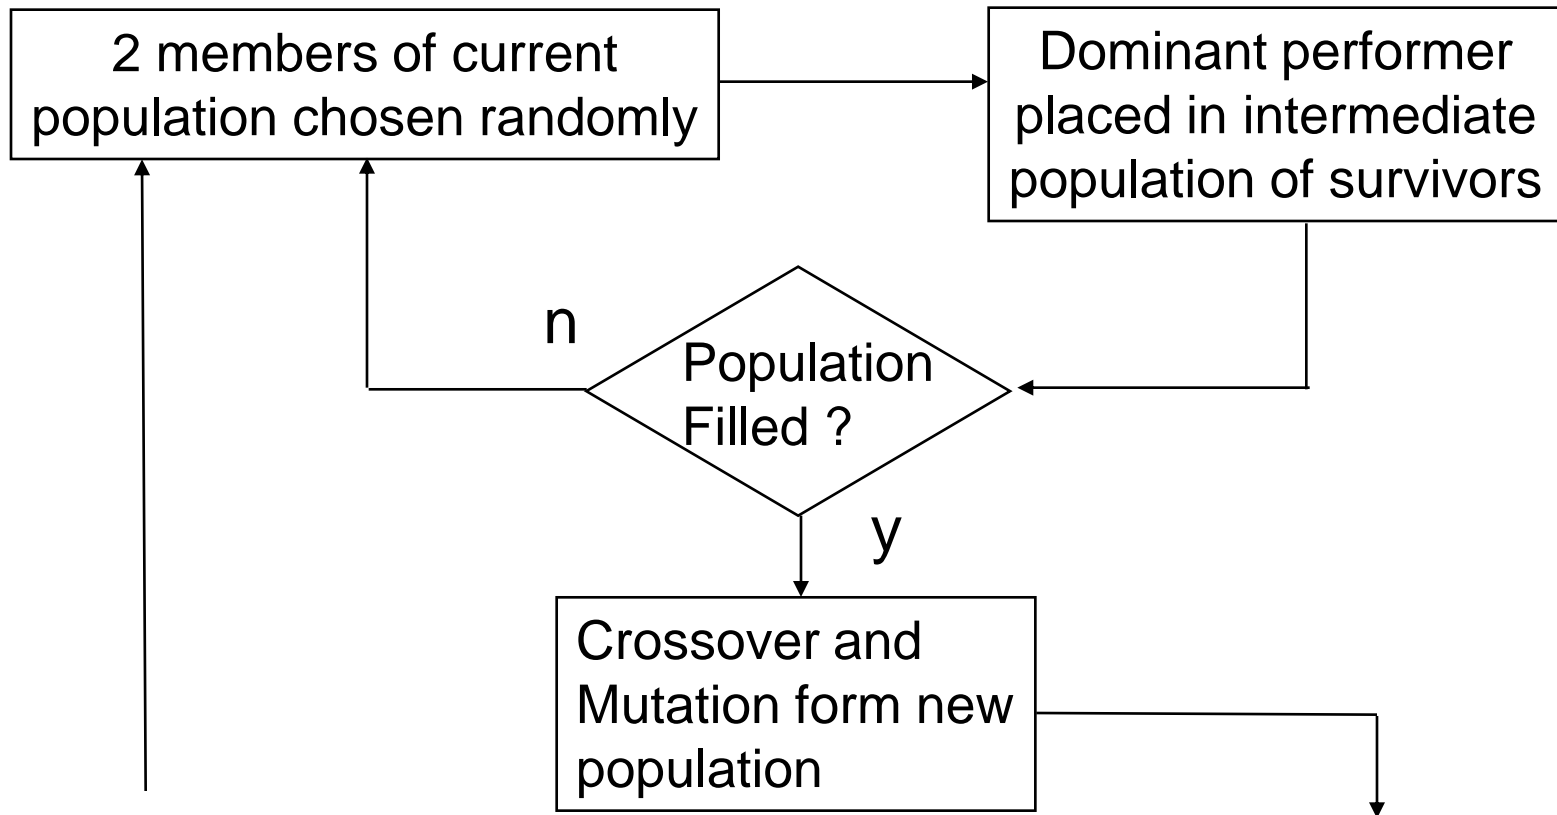 2 members of current
population chosen randomly
Dominant performer
placed in intermediate
population of survivors
n
Population
Filled ?
y
Crossover and
Mutation form new
population